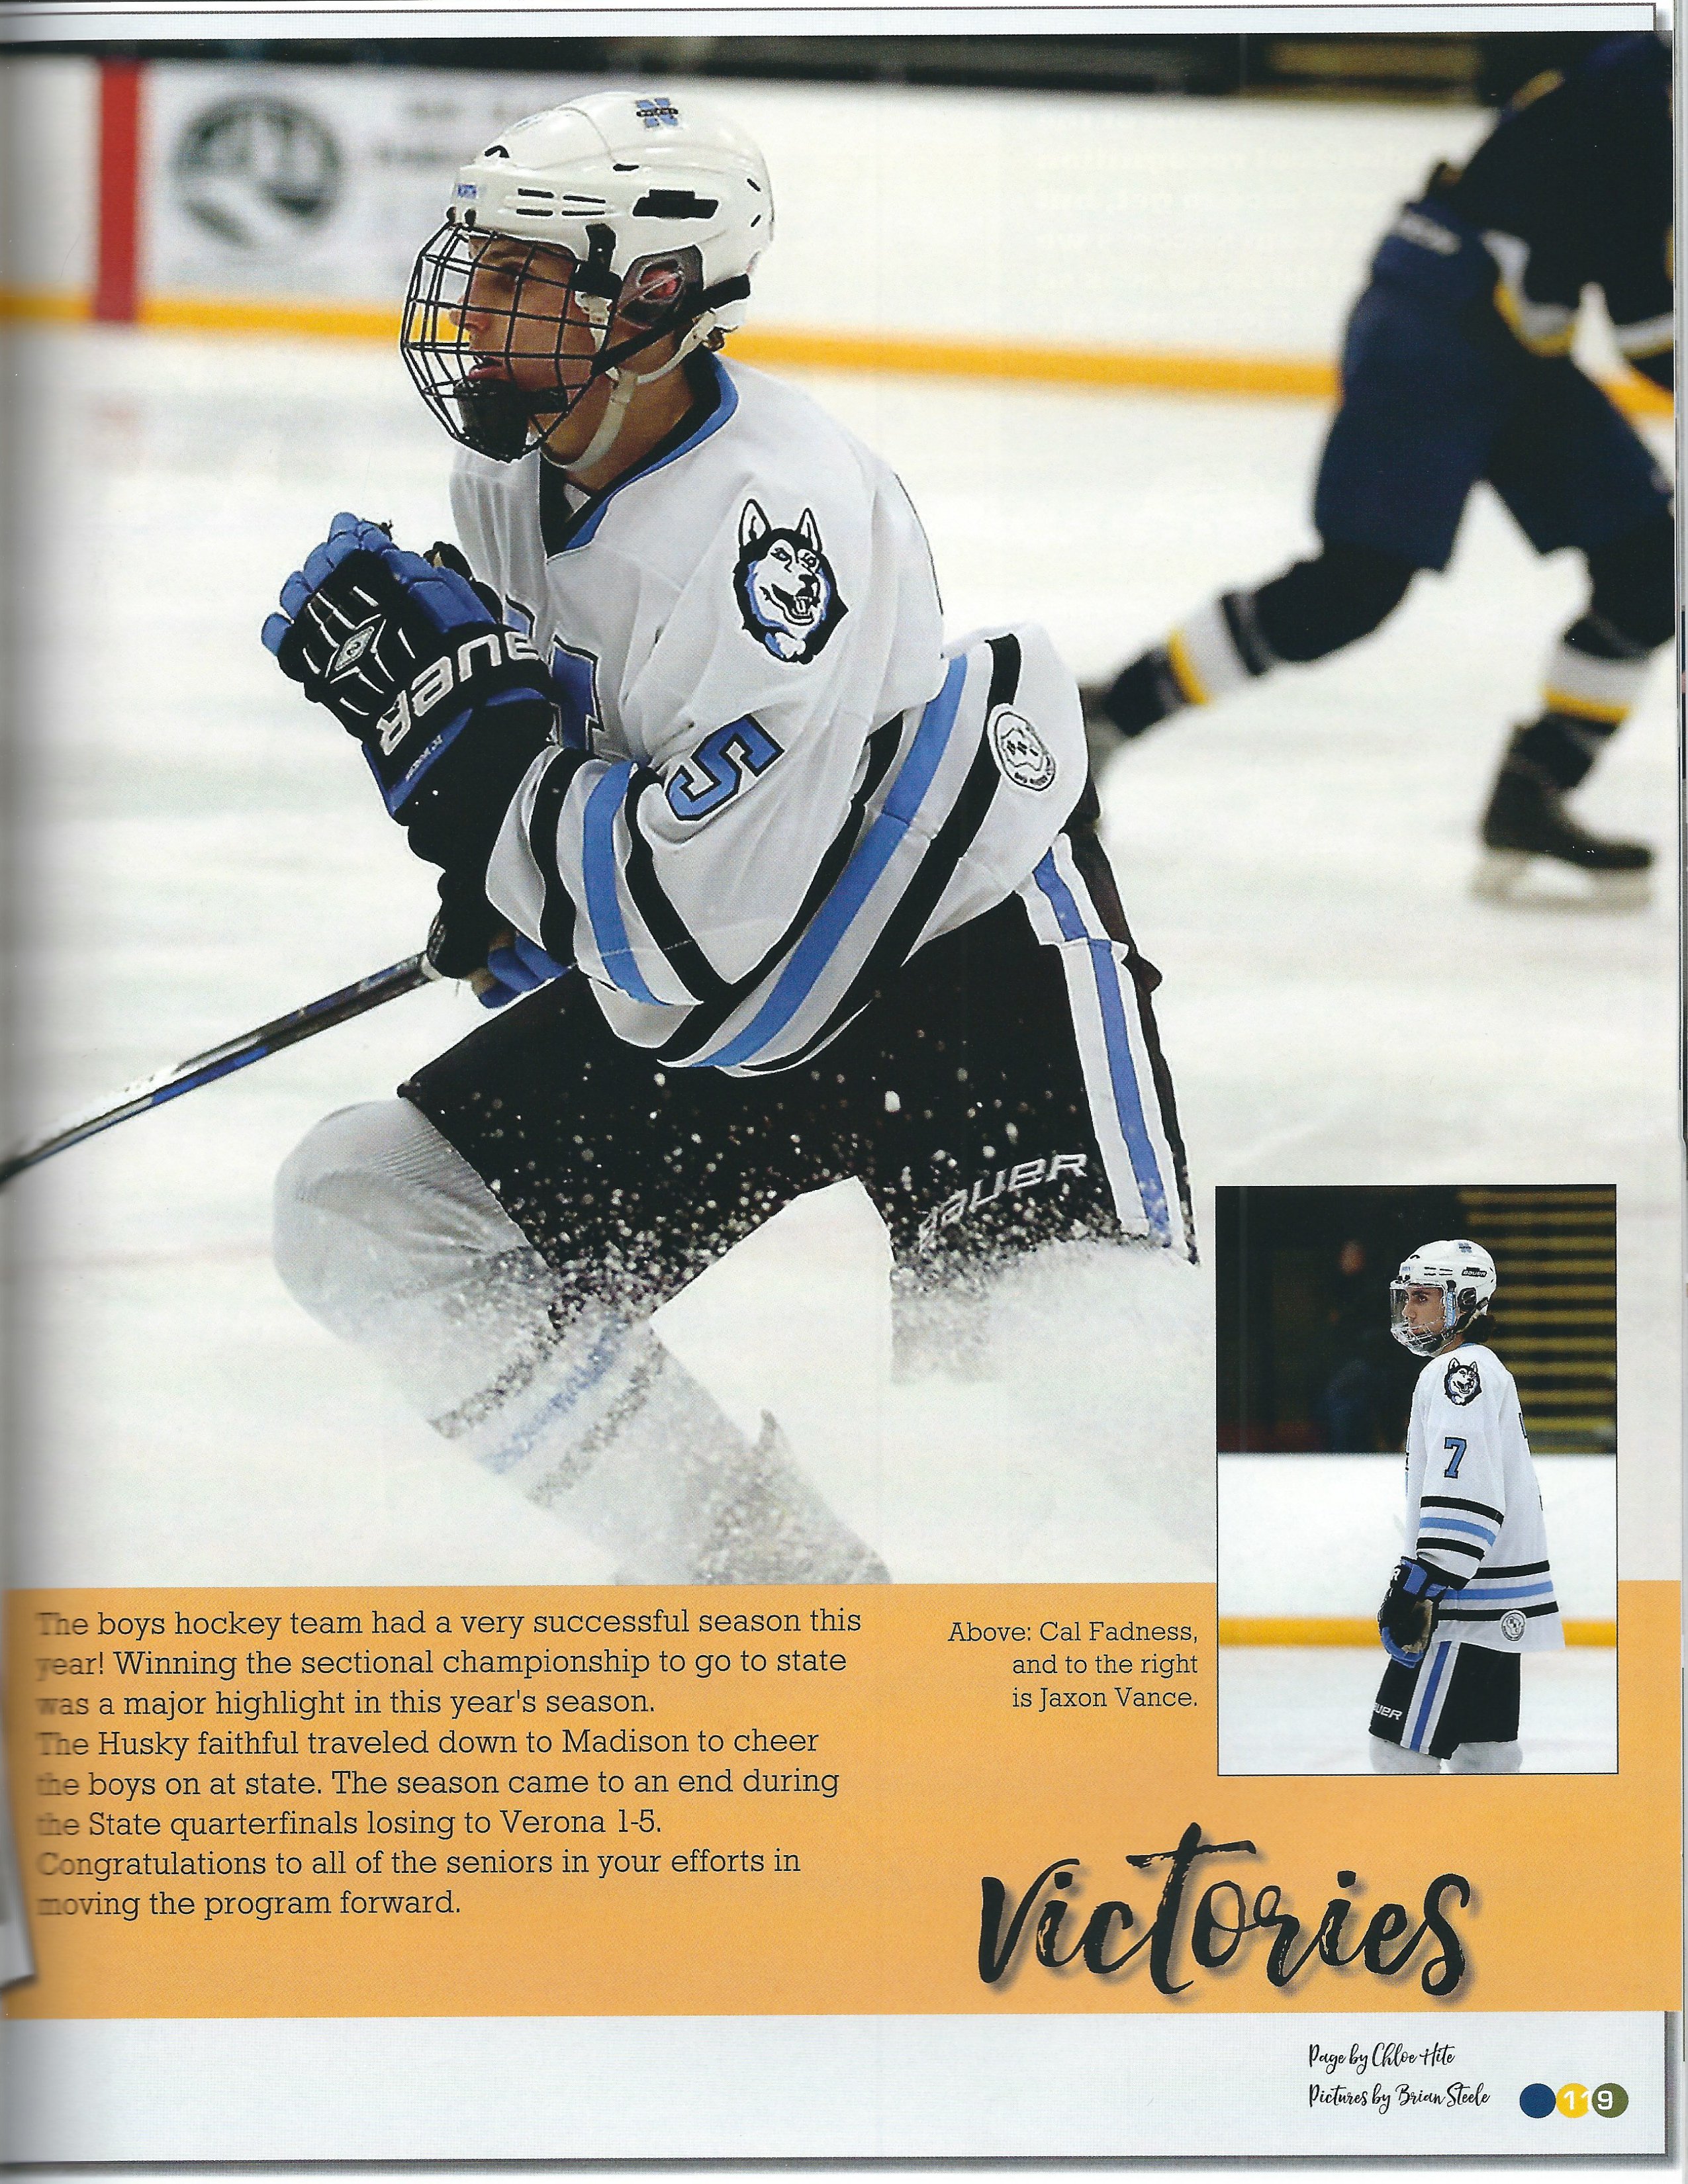 N
NORTH
BAUER
5
BAUER
BAUER
7
BAUER
The boys hockey team had a very successful season this
year! Winning the sectional championship to go to state
was a major highlight in this year's season.
The Husky faithful traveled down to Madison to cheer
the boys on at state. The season came to an end during
the State quarterfinals losing to Verona 1-5.
Congratulations to all of the seniors in your efforts in
moving the program forward.
Above: Cal Fadness,
and to the right
is Jaxon Vance.
Victories
Page by Chloe Hite
Pictures by Brian Steele
119